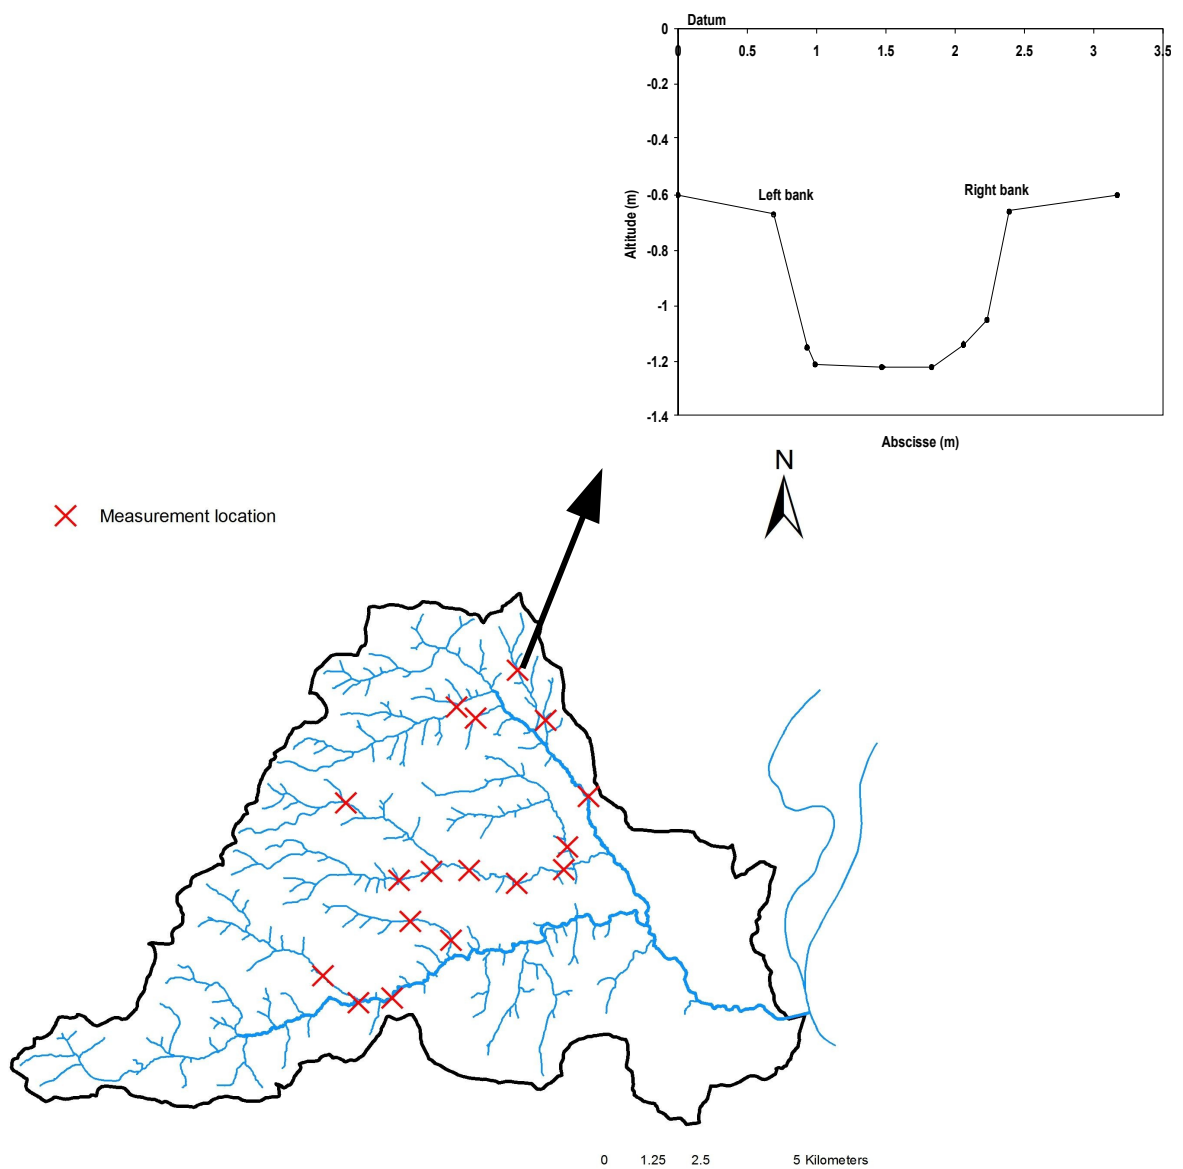 Datum
0
0 0.5 1 1.5 2 2.5 3 3.5
-0.2
-0.4
-0.6
Left bank
Right bank
-0.8
-1
-1.2
-1.4
Altitude (m)
Abscisse (m)
N
Measurement location
0 1.25 2.5 5 Kilometers